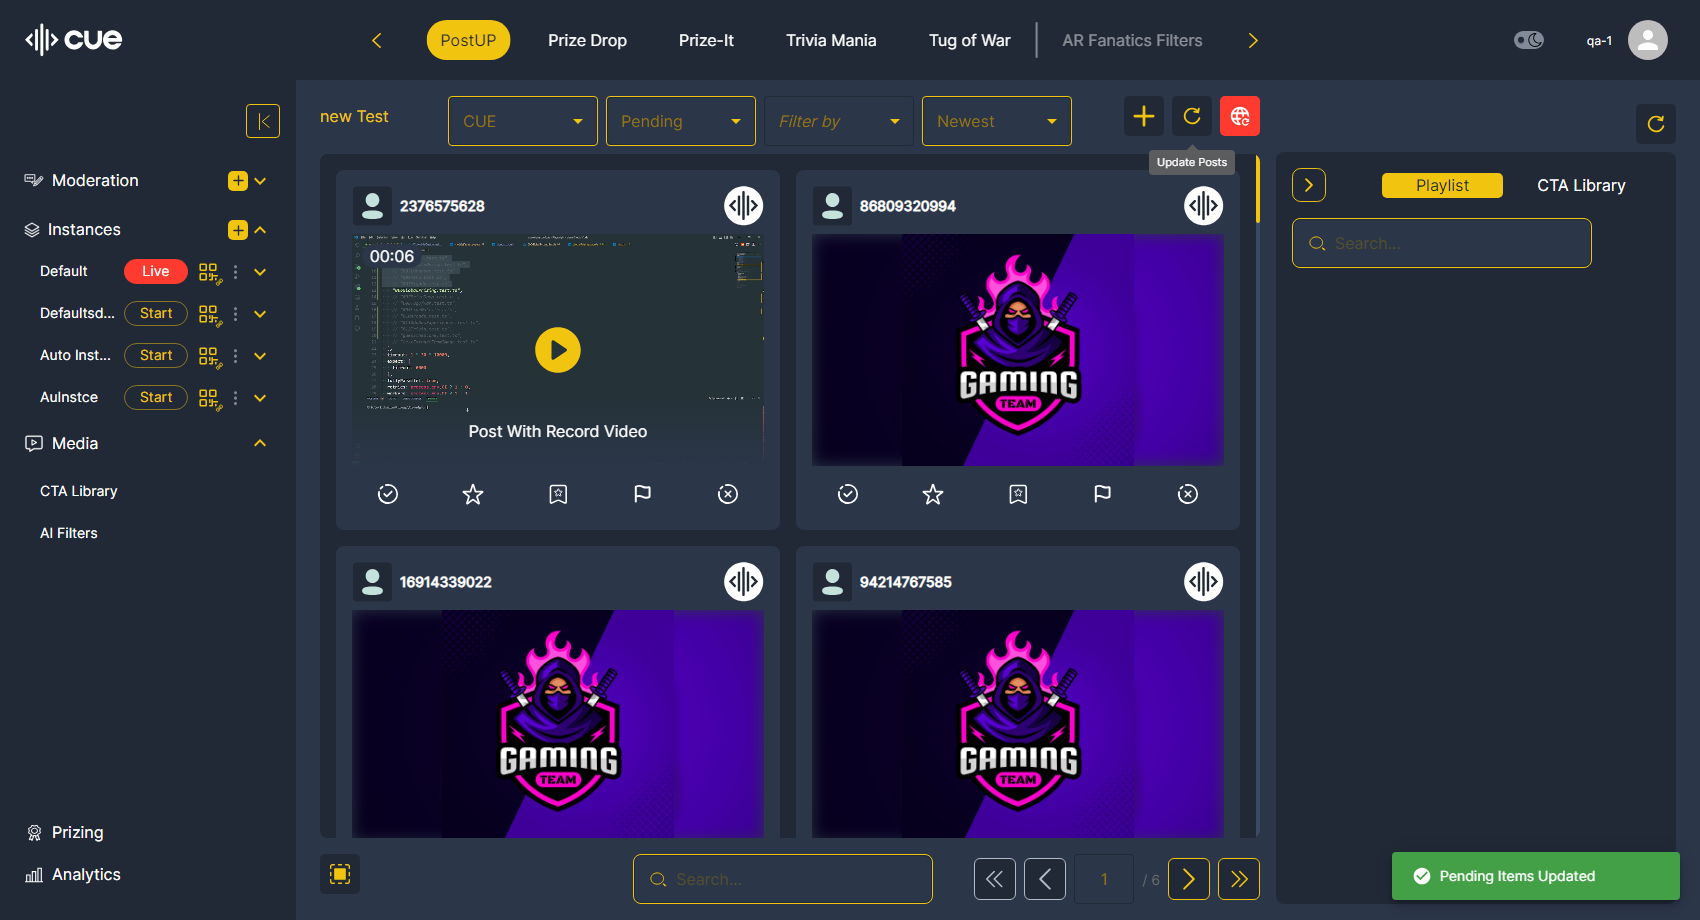 cue
PostUP
Prize Drop
Prize-It
Trivia Mania
Tug of War
AR Fanatics Filters
qa-1
new Test
CUE
Pending
Filter by
Newest
Update Posts
Moderation
Instances
Default
Live
Defaultsd...
Start
Auto Inst...
Start
AuInstce
Start
Media
CTA Library
AI Filters
Prizing
Analytics
2376575628
00:06
Post With Record Video
86809320994
GAMING
TEAM
16914339022
GAMING
TEAM
94214767585
GAMING
TEAM
Search...
1
/ 6
Playlist
CTA Library
Search...
Pending Items Updated